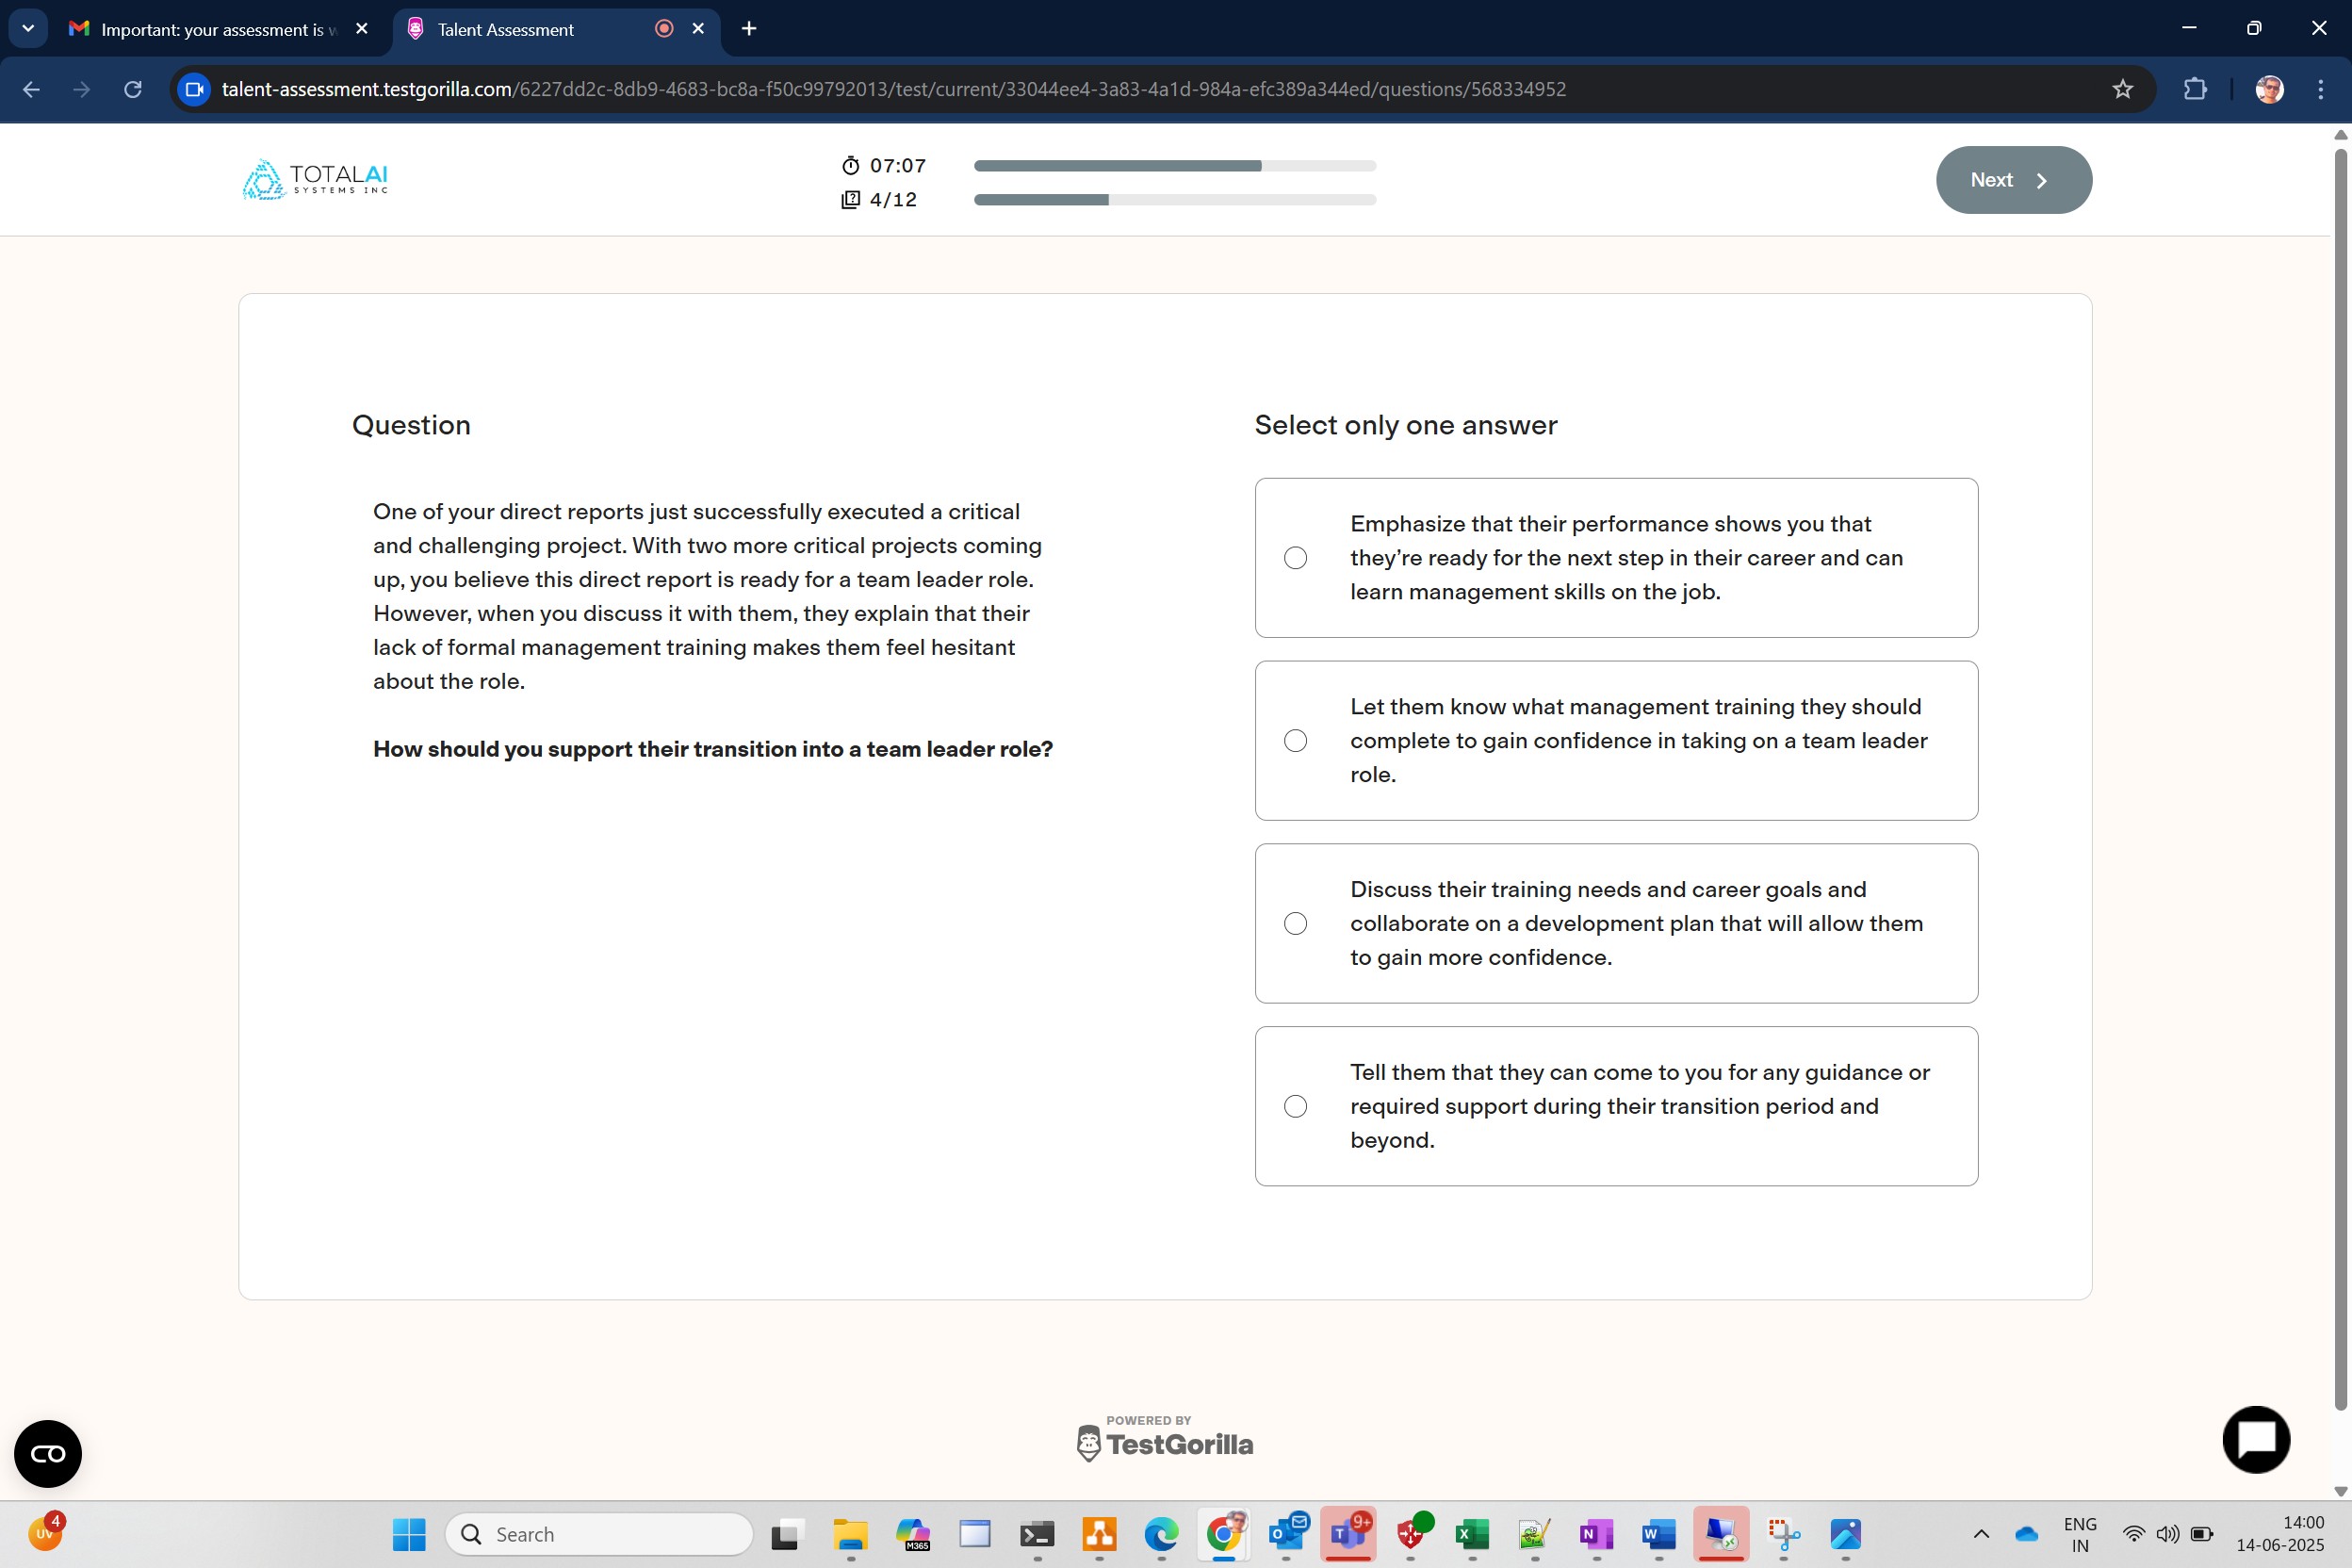 Important: your assessment is w
Talent Assessment
talent-assessment.testgorilla.com/6227dd2c-8db9-4683-bc8a-f50c99792013/test/current/33044ee4-3a83-4a1d-984a-efc389a344ed/questions/568334952
TOTALAI
SYSTEMS INC
07:07
4/12
Next
Question
One of your direct reports just successfully executed a critical
and challenging project. With two more critical projects coming
up, you believe this direct report is ready for a team leader role.
However, when you discuss it with them, they explain that their
lack of formal management training makes them feel hesitant
about the role.
How should you support their transition into a team leader role?
Select only one answer
Emphasize that their performance shows you that
they’re ready for the next step in their career and can
learn management skills on the job.
Let them know what management training they should
complete to gain confidence in taking on a team leader
role.
Discuss their training needs and career goals and
collaborate on a development plan that will allow them
to gain more confidence.
Tell them that they can come to you for any guidance or
required support during their transition period and
beyond.
POWERED BY
TestGorilla
UV
4
Search
M365
9+
ENG
IN
14:00
14-06-2025